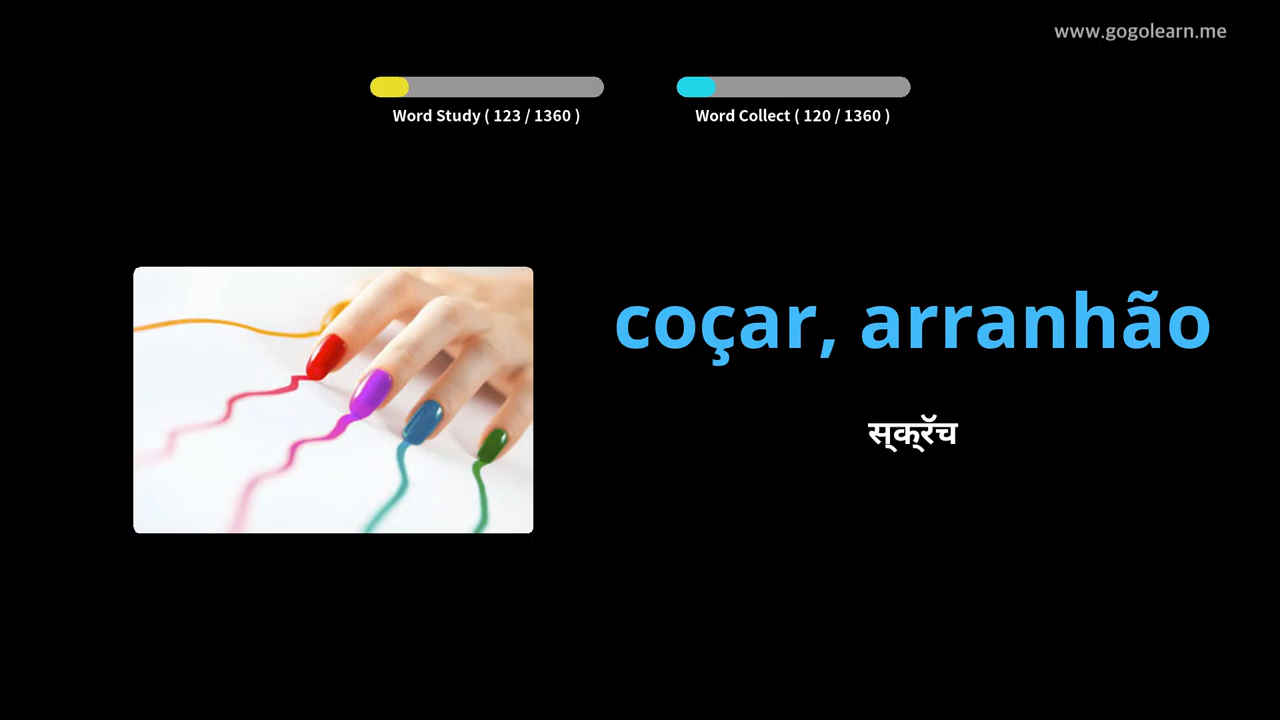 www.gogolearn.me
Word Study ( 123 / 1360 )
Word Collect ( 120 / 1360 )
coçar, arranhão
स्क्रॅच